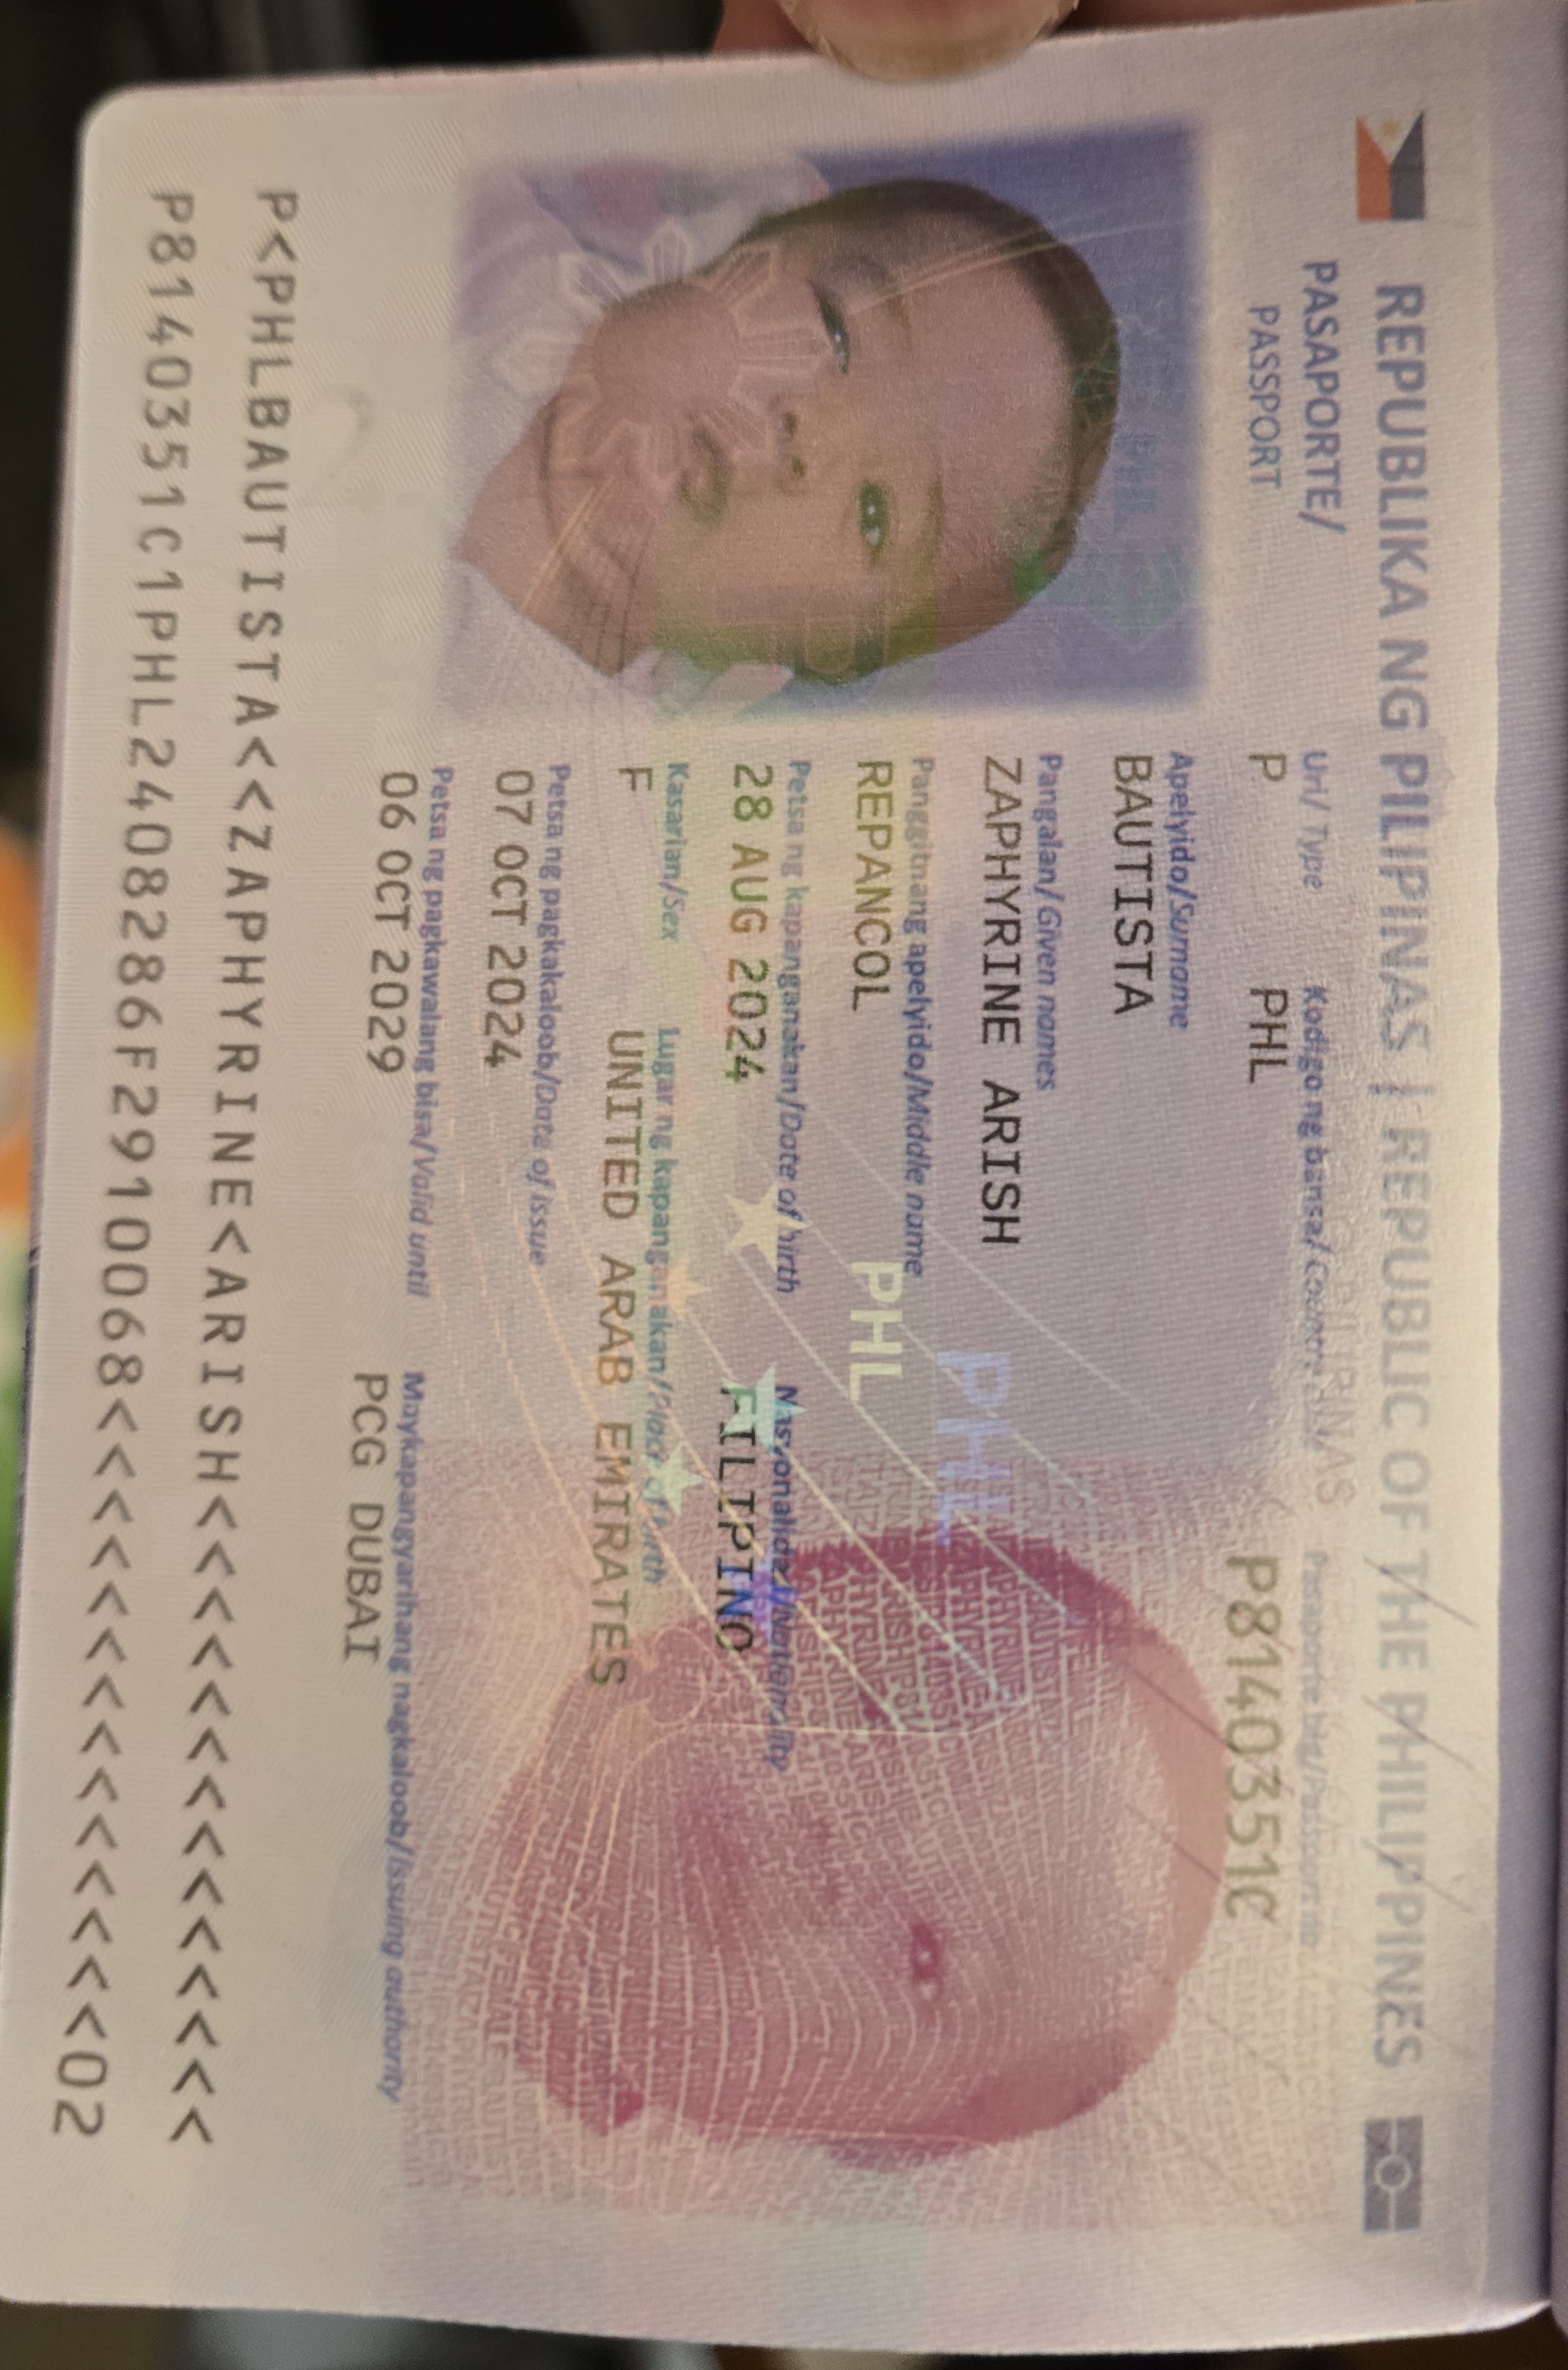 REPUBLIKA NG PILIPINAS | REPUBLIC OF THE PHILIPPINES
PASAPORTE/
PASSPORT
Uri/ Type
P
Kodigo ng bansa/ Country code
PHL
Pasaporte blg/Passport no
P8140351C
Apelyido/Surname
BAUTISTA
Pangalan/ Given names
ZAPHYRINE ARISH
Panggitnang apelyido/Middle name
REPANCOL
PHL
PHL
Petsa ng kapanganakan/Date of birth
28 AUG 2024
Nasyonalidad/Nationality
FILIPINO
Kasarian/Sex
F
Lugar ng kapanganakan/Place of birth
UNITED ARAB EMIRATES
Petsa ng pagkakaloob/Date of issue
07 OCT 2024
Petsa ng pagkawalang bisa/Valid until
06 OCT 2029
Maykapangyarihang nagkaloob/Issuing authority
PCG DUBAI
P<PHLBAUTISTA<<ZAPHYRINE<ARISH<<<<<<<<<<<<<<
P8140351C1PHL2408286F2910068<<<<<<<<<<<<<<02